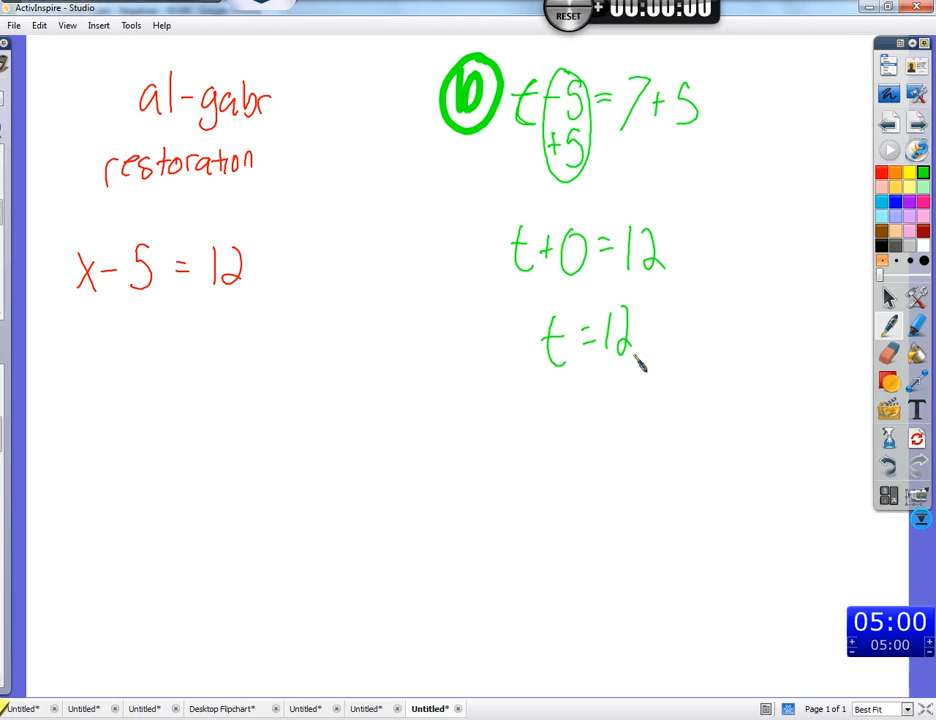 ActivInspire - Studio
RESET
00:00:00
File Edit View Insert Tools Help
al-gabr
restoration
x - 5 = 12
b t - 5 = 7 + 5
+5
t + 0 = 12
t = 12
T
05:00
05:00
Untitled* Untitled* Untitled* Desktop Flipchart* Untitled* Untitled* Untitled* Page 1 of 1 Best Fit